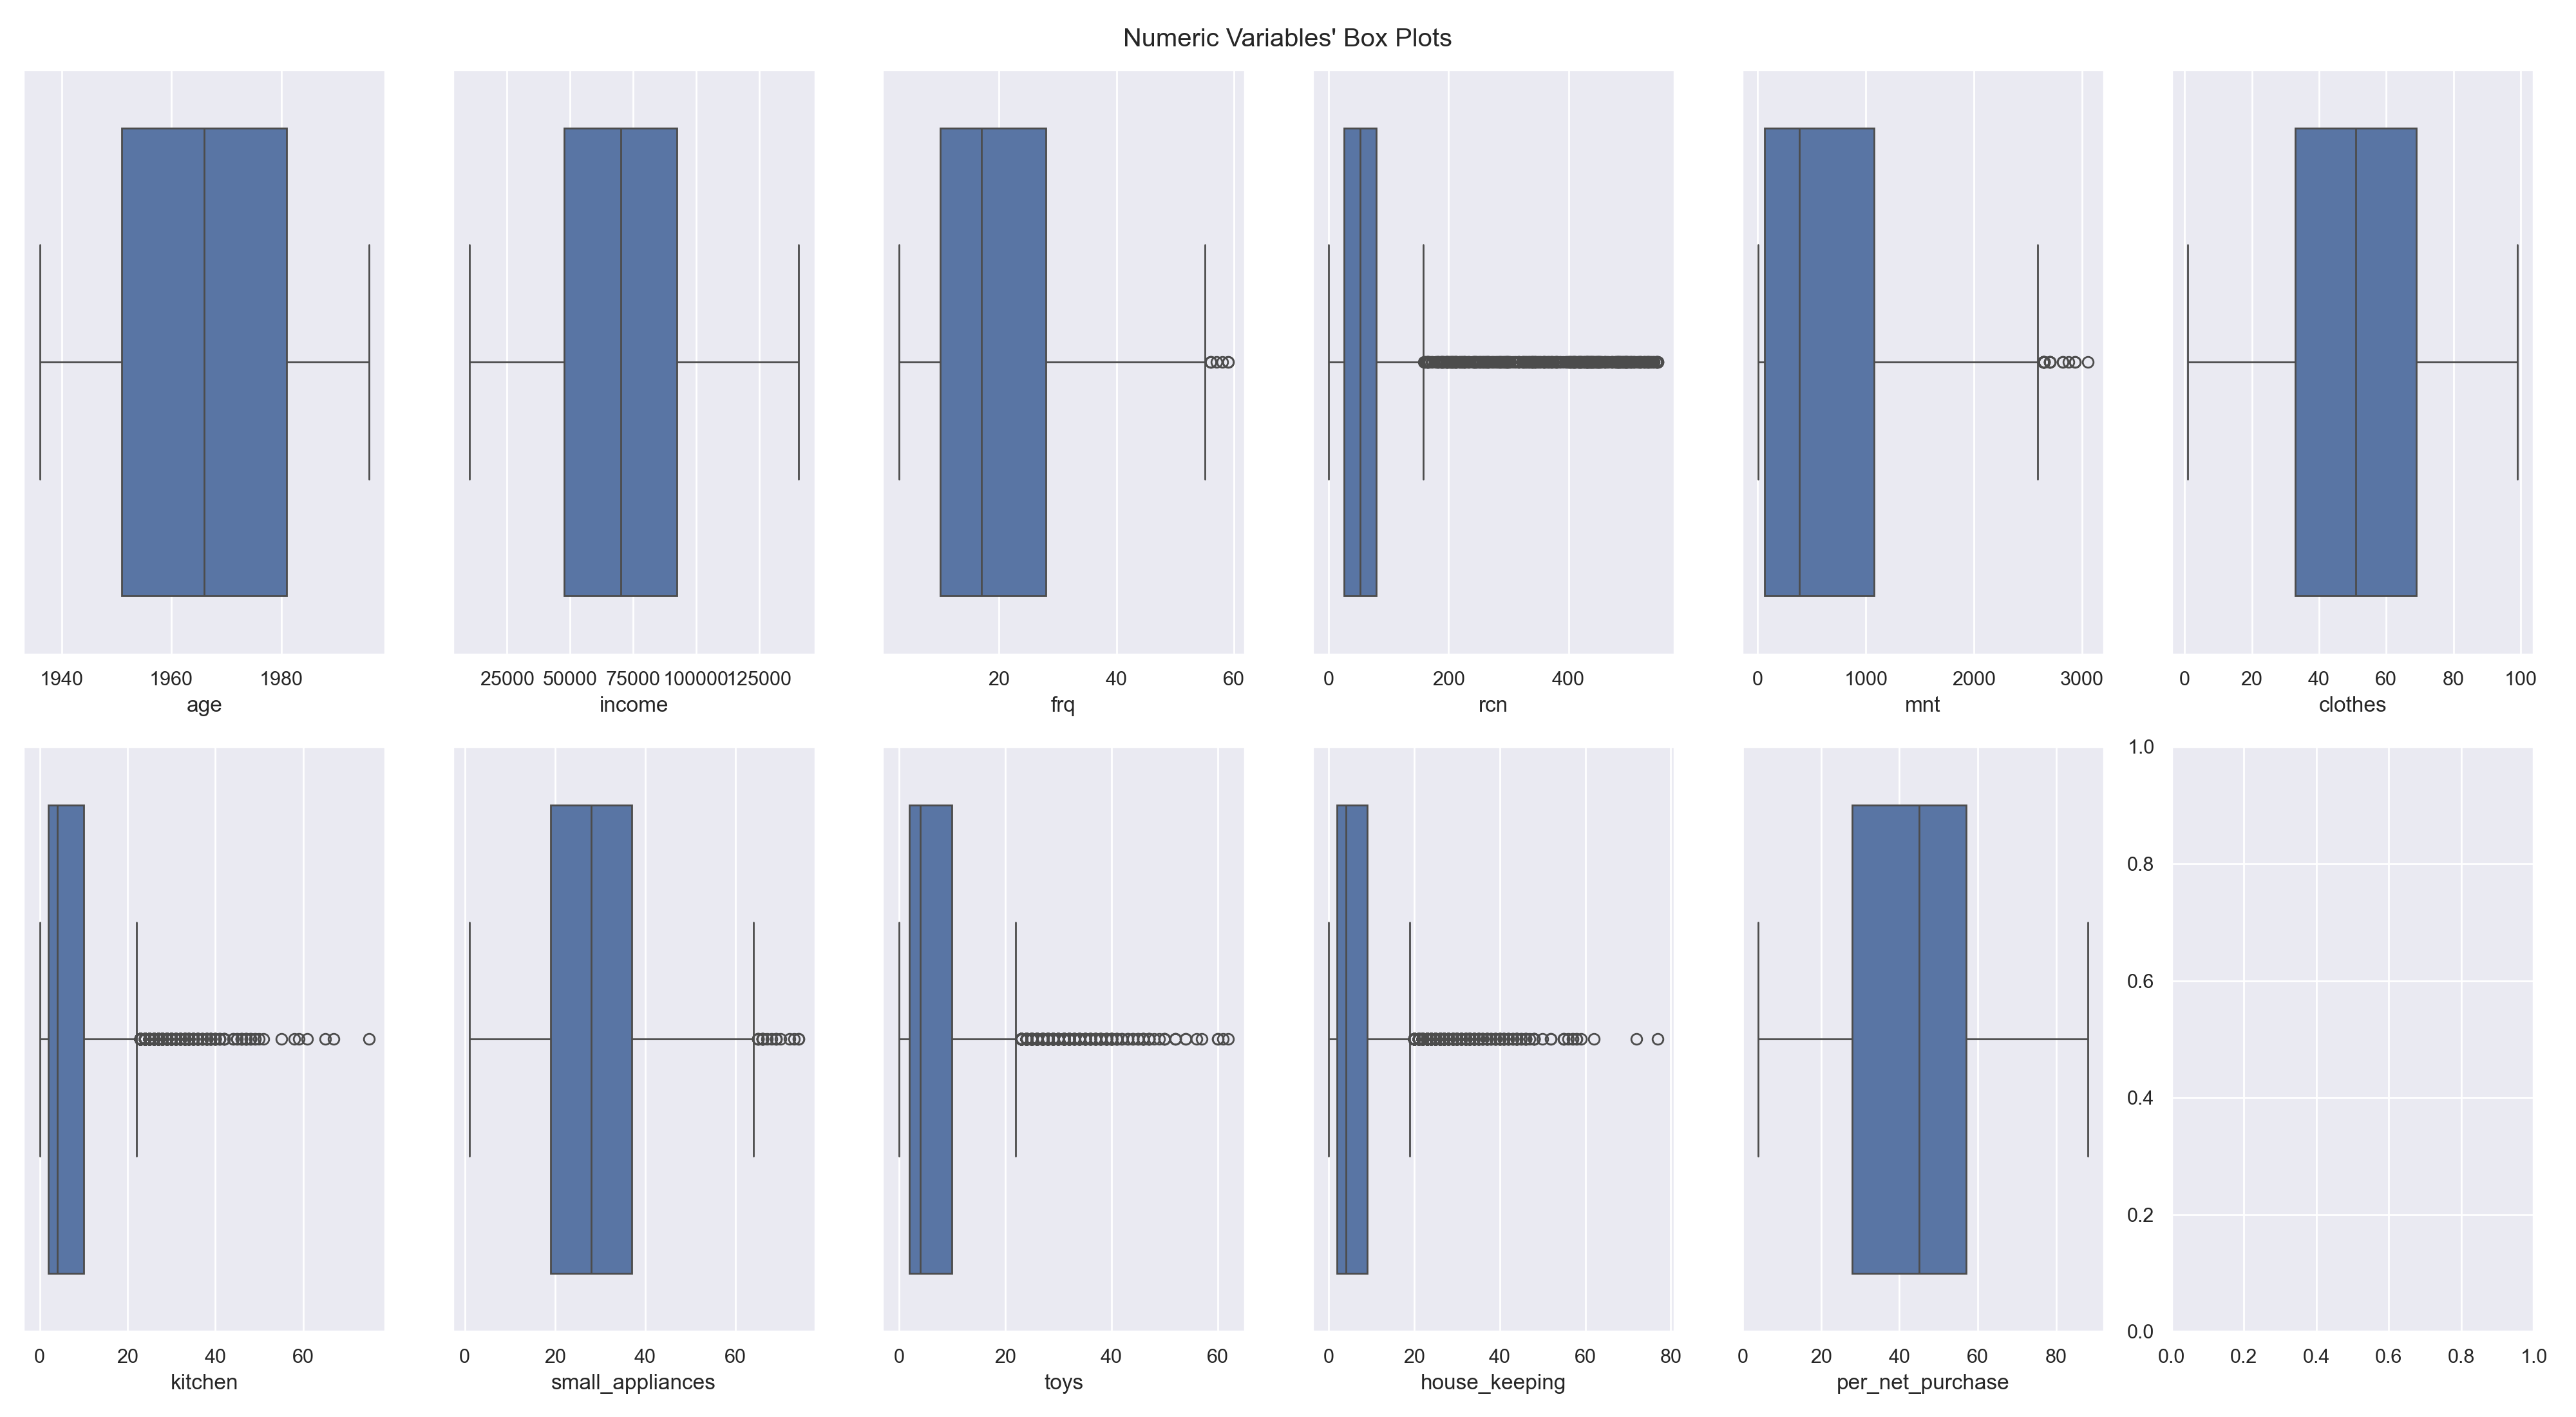 Numeric Variables' Box Plots
1940 1960 1980
age
25000 50000 75000 100000 125000
income
20 40 60
frq
0 200 400
rcn
0 1000 2000 3000
mnt
0 20 40 60 80 100
clothes
0 20 40 60
kitchen
0 20 40 60
small_appliances
0 20 40 60
toys
0 20 40 60 80
house_keeping
0 20 40 60 80
per_net_purchase
1.0
0.8
0.6
0.4
0.2
0.0
0.0 0.2 0.4 0.6 0.8 1.0